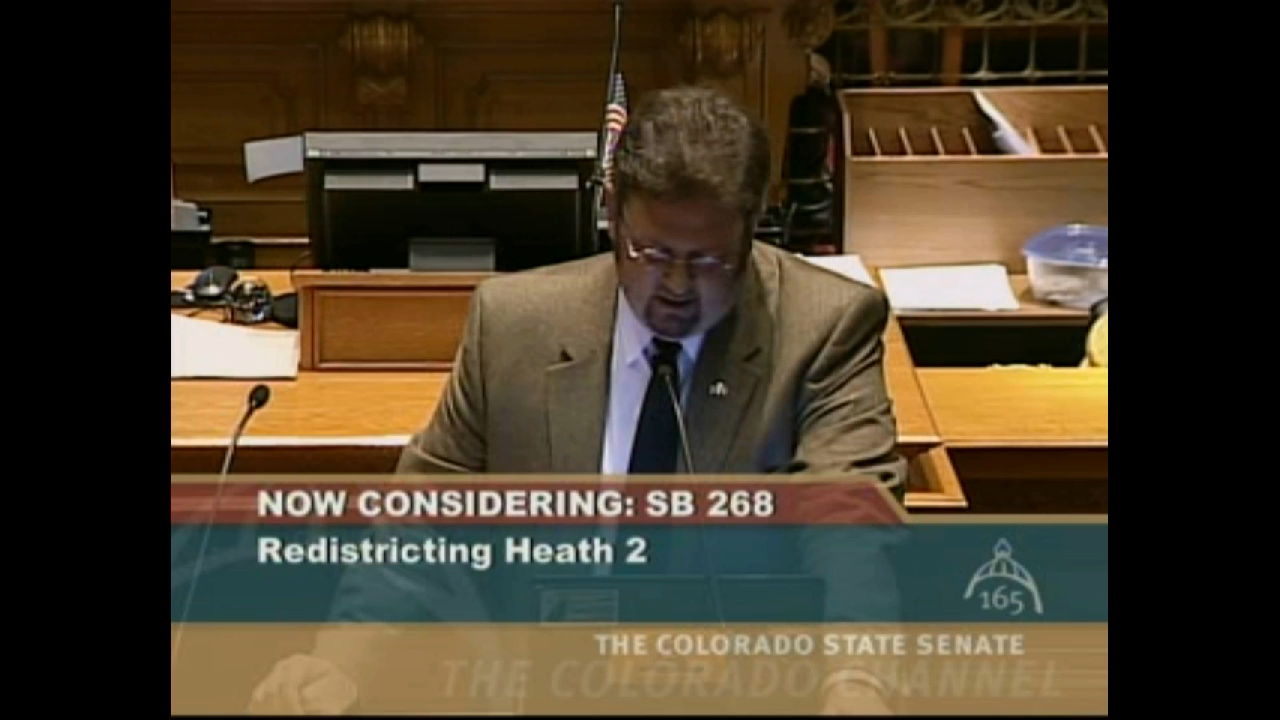 NOW CONSIDERING: SB 268
Redistricting Heath 2
165
THE COLORADO STATE SENATE
THE COLORADO CHANNEL